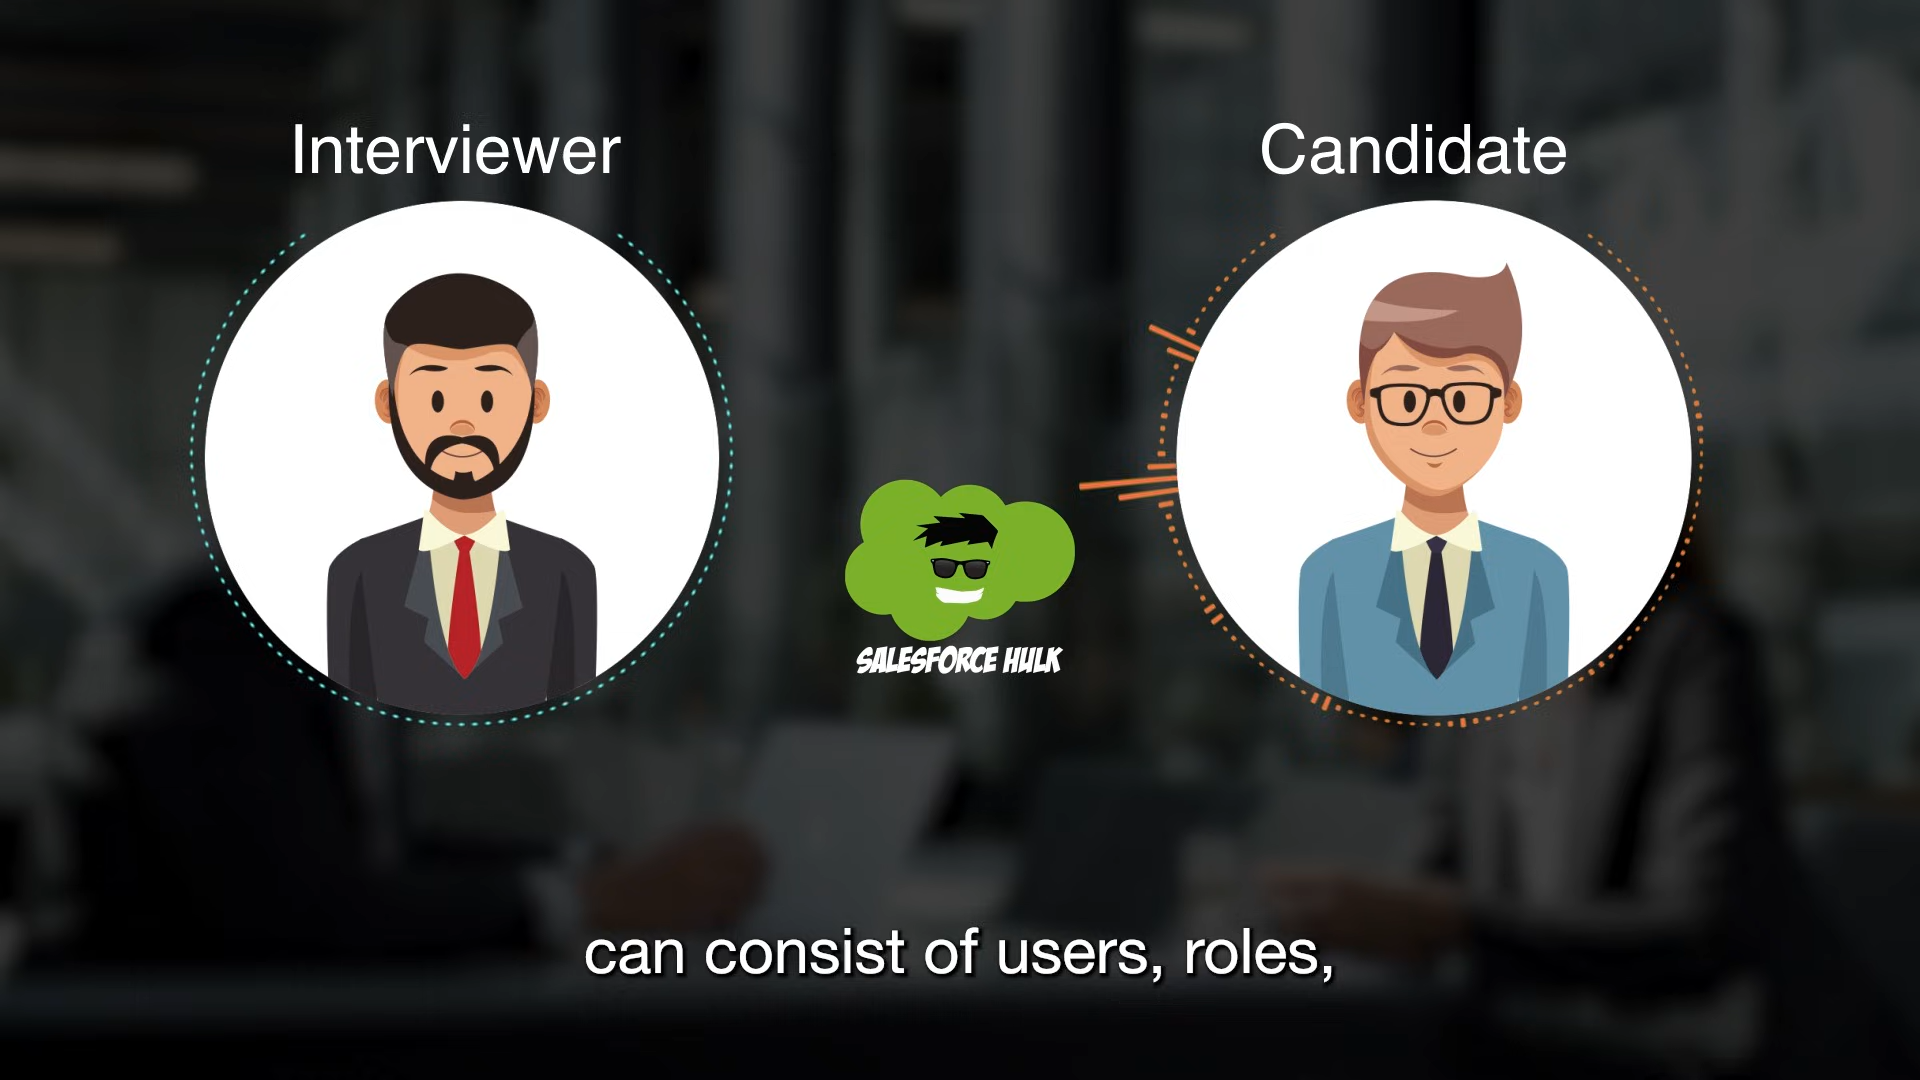 Interviewer
Candidate
SALESFORCE HULK
can consist of users, roles,